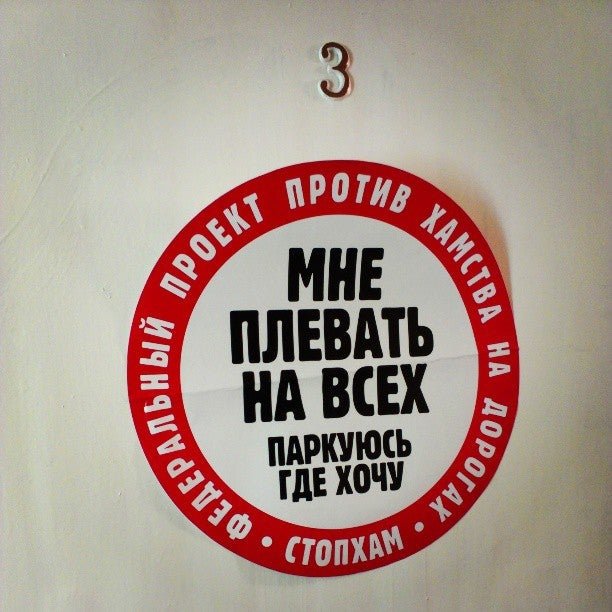 3
ФЕДЕРАЛЬНЫЙ ПРОЕКТ ПРОТИВ ХАМСТВА НА ДОРОГАХ
МНЕ
ПЛЕВАТЬ
НА ВСЕХ
ПАРКУЮСЬ
ГДЕ ХОЧУ
• СТОПХАМ •